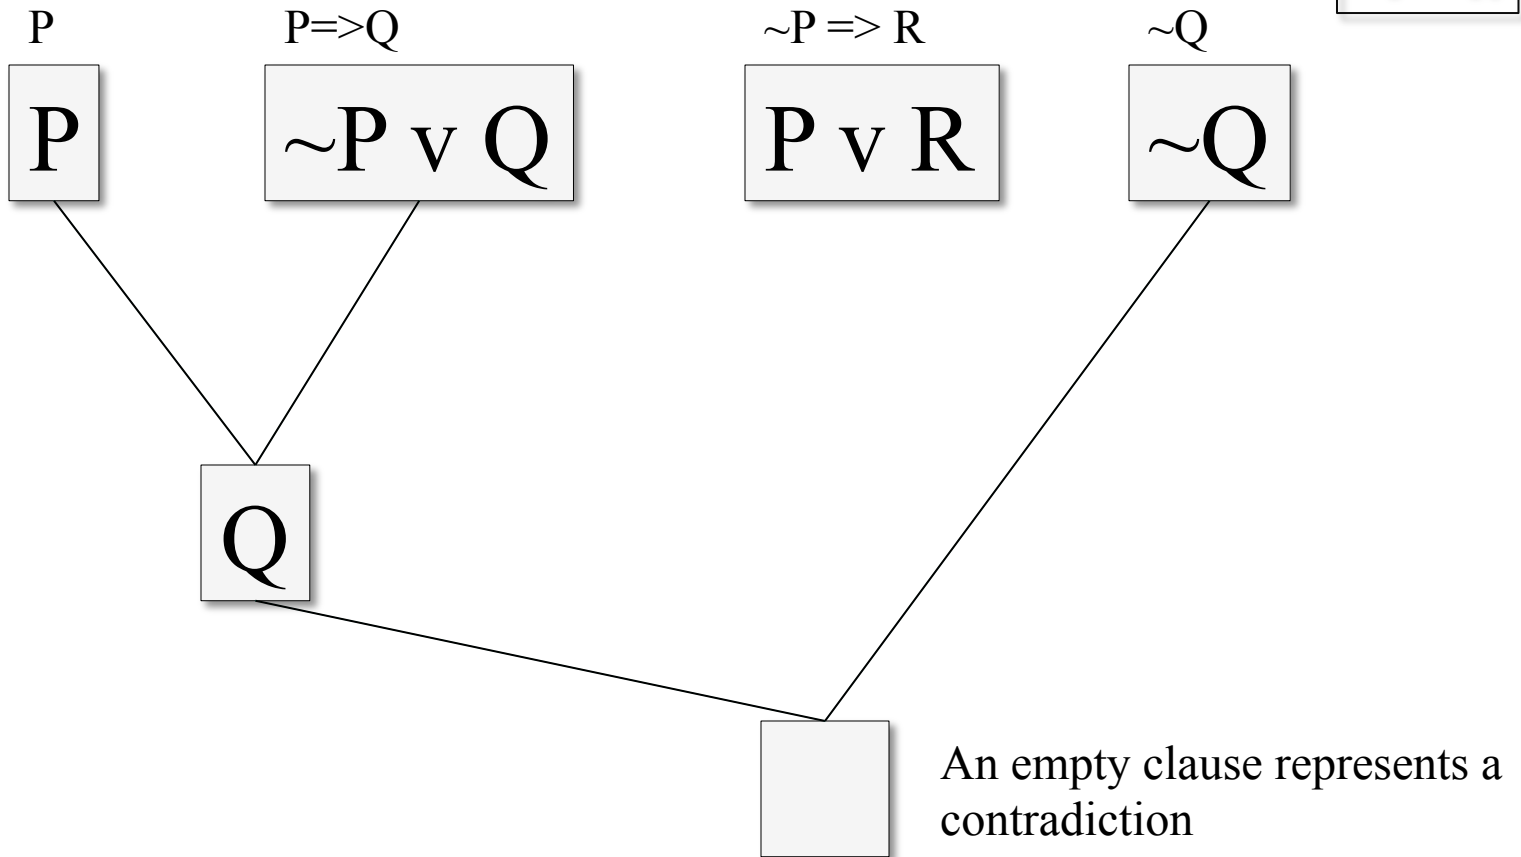 P P=>Q ~P => R ~Q
P ~P v Q P v R ~Q
Q
An empty clause represents a
contradiction